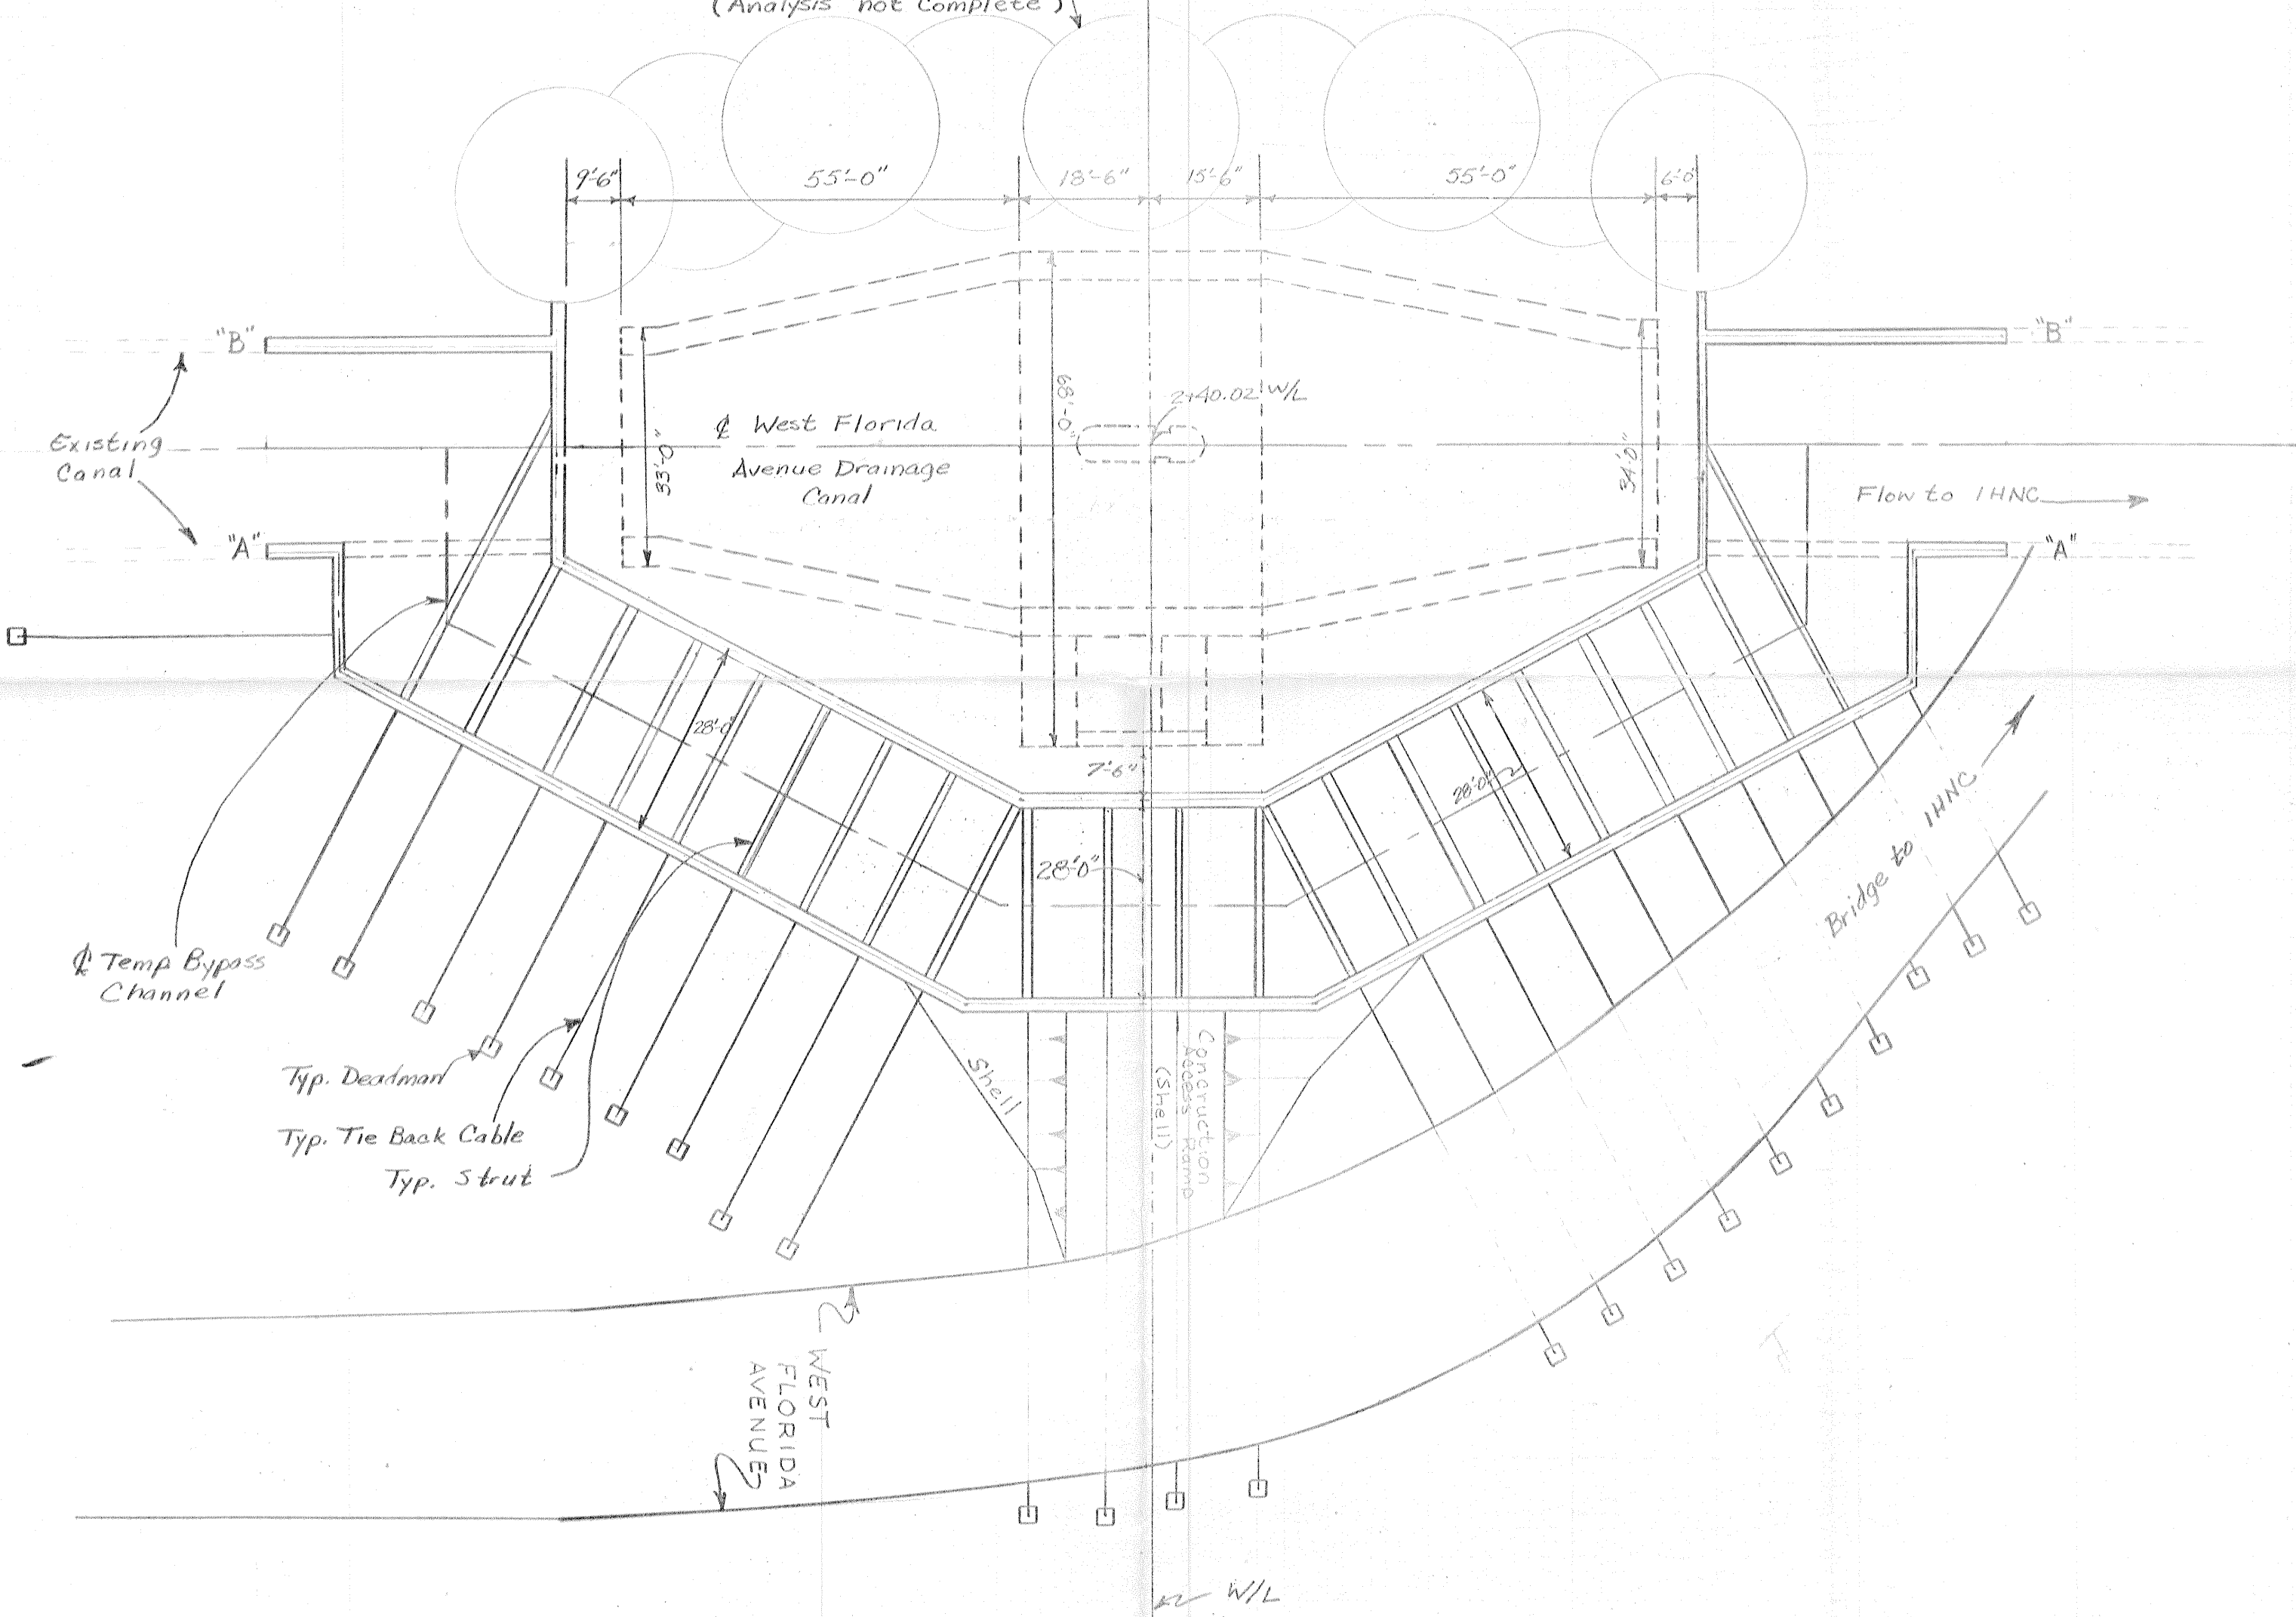 (Analysis not Complete)
9'-6"
55'-0"
18'-6"
15'-6"
55'-0"
6'-0"
"B"
"B"
68'-0"
2+40.02 W/L
℄ West Florida
Avenue Drainage
Canal
33'-0"
34'-0"
Existing
Canal
Flow to IHNC
"A"
"A"
28'-0"
7'-6"
28'-0"
28'-0"
Bridge to IHNC
℄ Temp Bypass
Channel
Typ. Deadman
Typ. Tie Back Cable
Typ. Strut
Shell
Construction
Access Ramp
(Shell)
WEST
FLORIDA
AVENUE
W/L